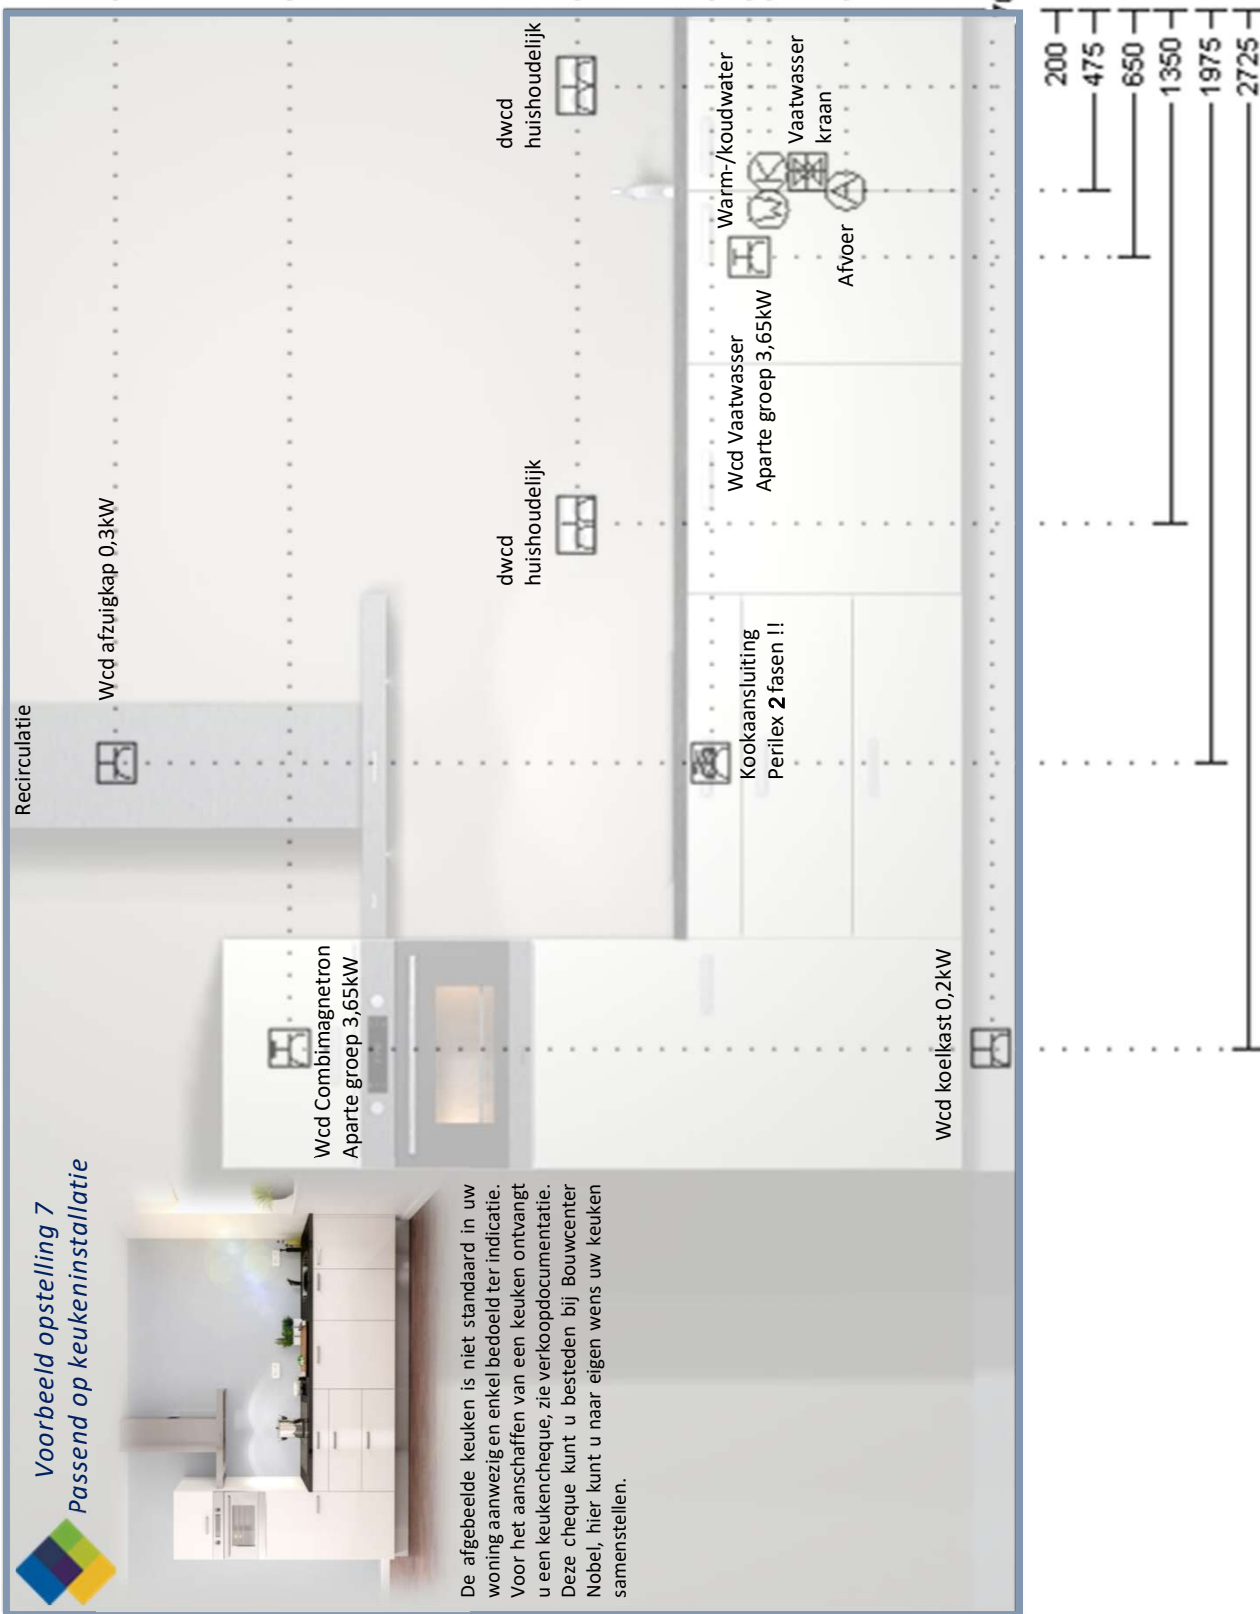 Voorbeeld opstelling 7
Passend op keukeninstallatie
De afgebeelde keuken is niet standaard in uw
woning aanwezig en enkel bedoeld ter indicatie.
Voor het aanschaffen van een keuken ontvangt
u een keukencheque, zie verkoopdocumentatie.
Deze cheque kunt u besteden bij Bouwcenter
Nobel, hier kunt u naar eigen wens uw keuken
samenstellen.
Recirculatie
Wcd afzuigkap 0,3kW
Wcd Combimagnetron
Aparte groep 3,65kW
dwcd
huishoudelijk
dwcd
huishoudelijk
Kookaansluiting
Perilex 2 fasen !!
Wcd Vaatwasser
Aparte groep 3,65kW
Warm-/koudwater
W
K
Vaatwasser
kraan
A
Afvoer
Wcd koelkast 0,2kW
200
475
650
1350
1975
2725